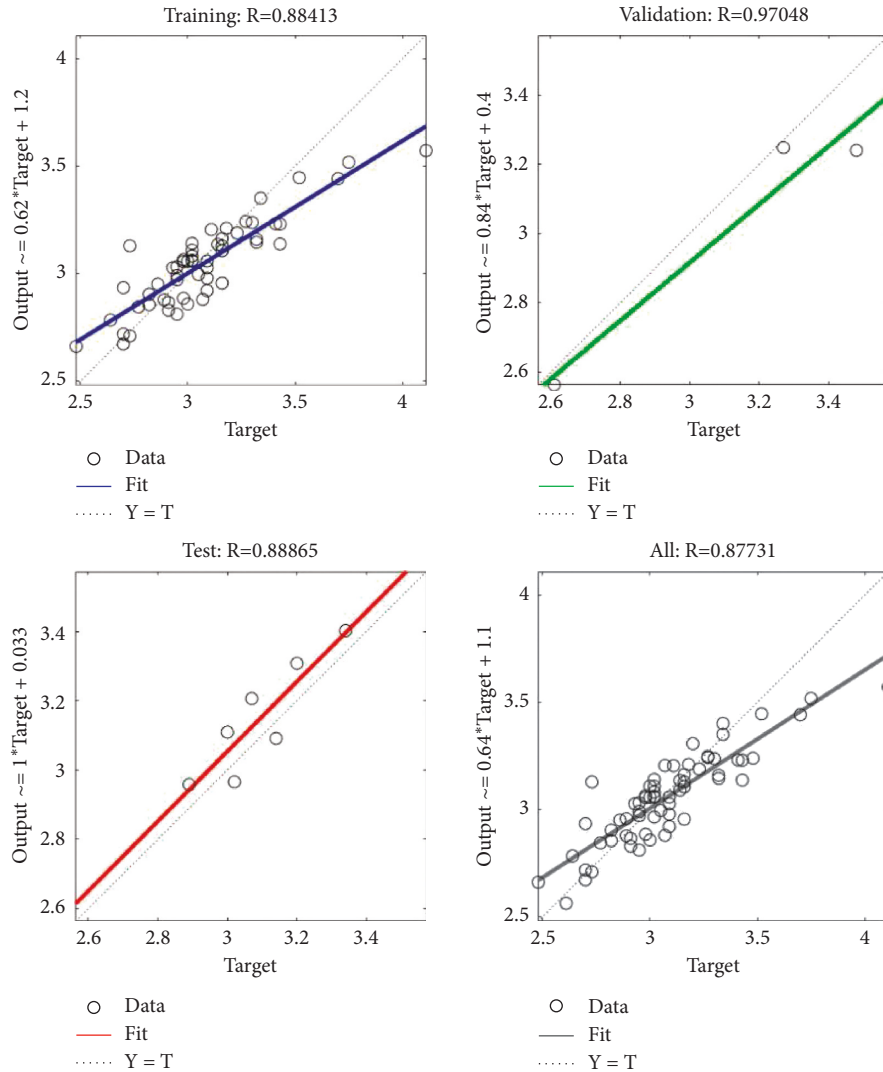 Training: R=0.88413
Output ~= 0.62*Target + 1.2
4
3.5
3
2.5
2.5
3
3.5
4
Target
Data
Fit
Y = T
Validation: R=0.97048
Output ~= 0.84*Target + 0.4
3.4
3.2
3
2.8
2.6
2.6
2.8
3
3.2
3.4
Target
Data
Fit
Y = T
Test: R=0.88865
Output ~= 1*Target + 0.033
3.4
3.2
3
2.8
2.6
2.6
2.8
3
3.2
3.4
Target
Data
Fit
Y = T
All: R=0.87731
Output ~= 0.64*Target + 1.1
4
3.5
3
2.5
2.5
3
3.5
4
Target
Data
Fit
Y = T